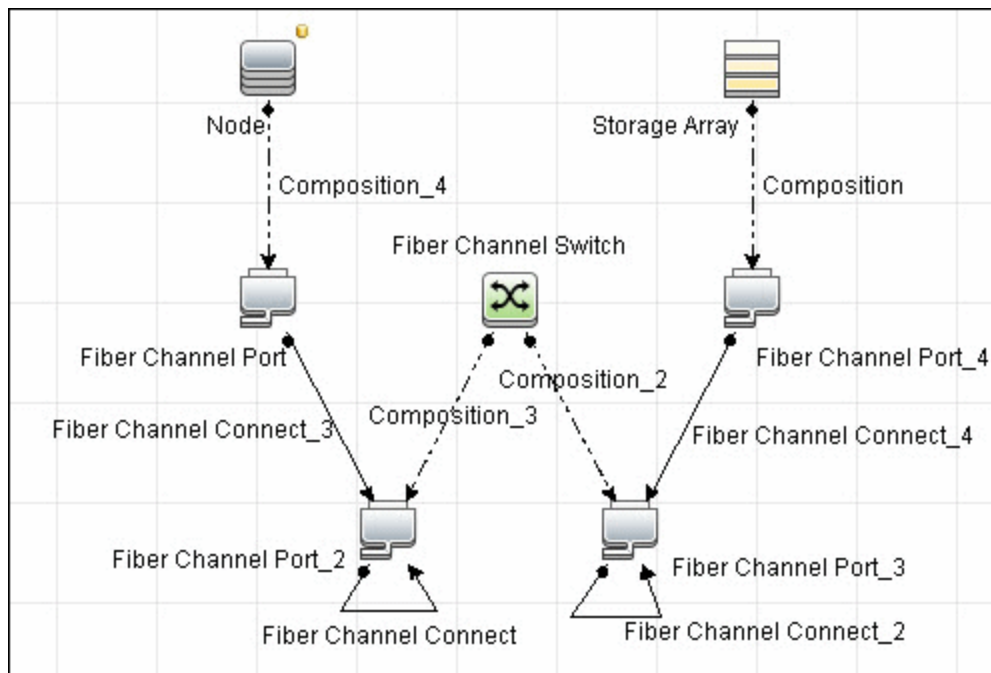 Node
Storage Array
Composition_4
Composition
Fiber Channel Switch
Fiber Channel Port
Fiber Channel Port_4
Composition_2
Composition_3
Fiber Channel Connect_3
Fiber Channel Connect_4
Fiber Channel Port_2
Fiber Channel Port_3
Fiber Channel Connect
Fiber Channel Connect_2